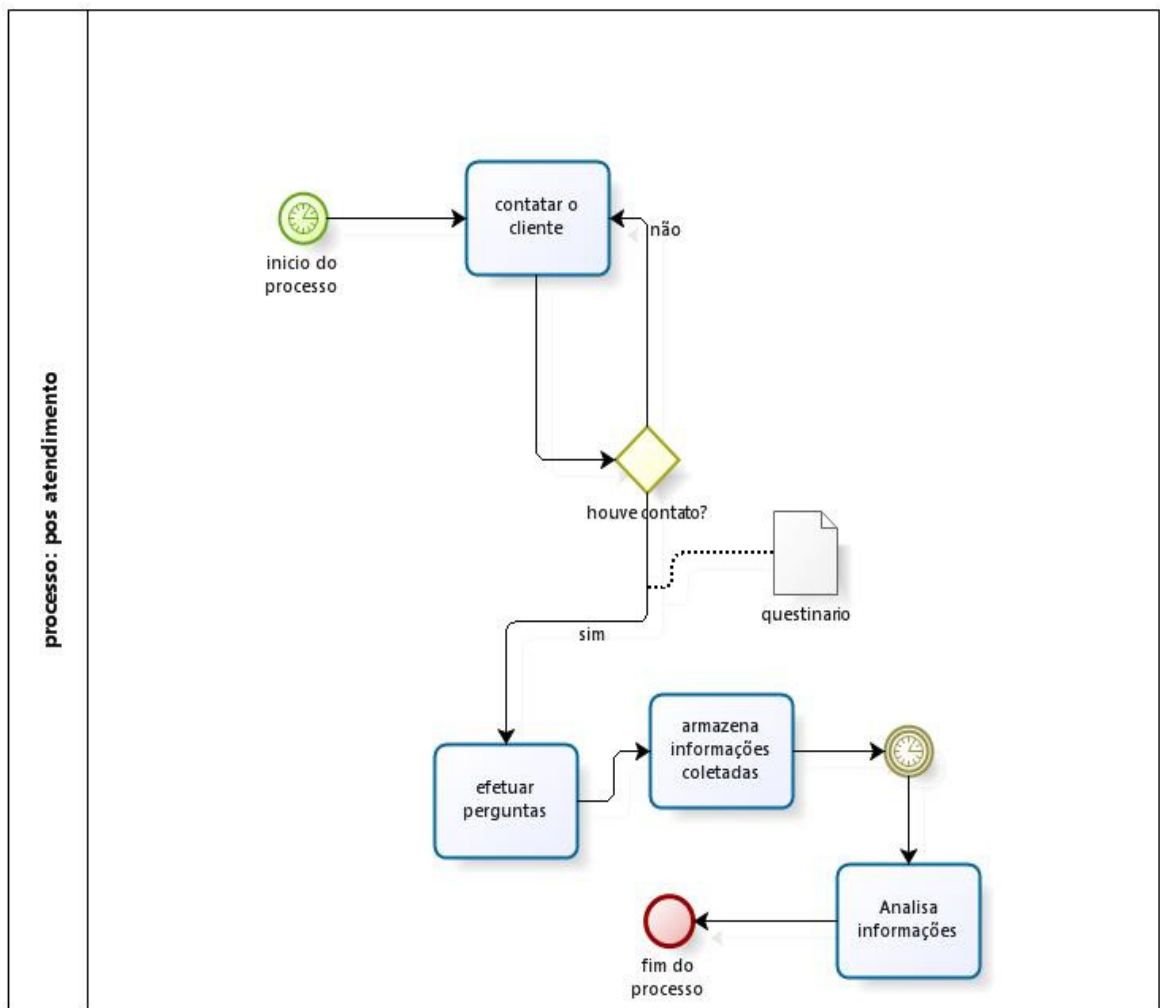 processo: pos atendimento
inicio do
processo
contatar o
cliente
não
houve contato?
questinario
sim
efetuar
perguntas
armazena
informações
coletadas
Analisa
informações
fim do
processo